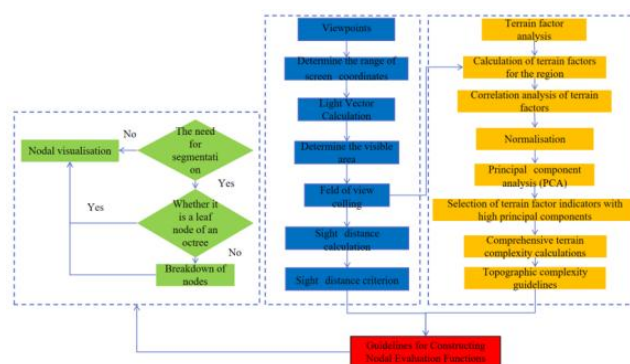 No
Nodal visualisation
The need
for
segmentati
on
Yes
Yes
Whether it
is a leaf
node of an
octree
No
Breakdown of
nodes
Viewpoints
Determine the range of
screen coordinates
Light Vector
Calculation
Determine the visible
area
Feld of view
culling
Sight distance
calculation
Sight distance criterion
Terrain factor
analysis
Calculation of terrain factors
for the region
Correlation analysis of terrain
factors
Normalisation
Principal component
analysis (PCA)
Selection of terrain factor indicators with
high principal components
Comprehensive terrain
complexity calculations
Topographic complexity
guidelines
Guidelines for Constructing
Nodal Evaluation Functions